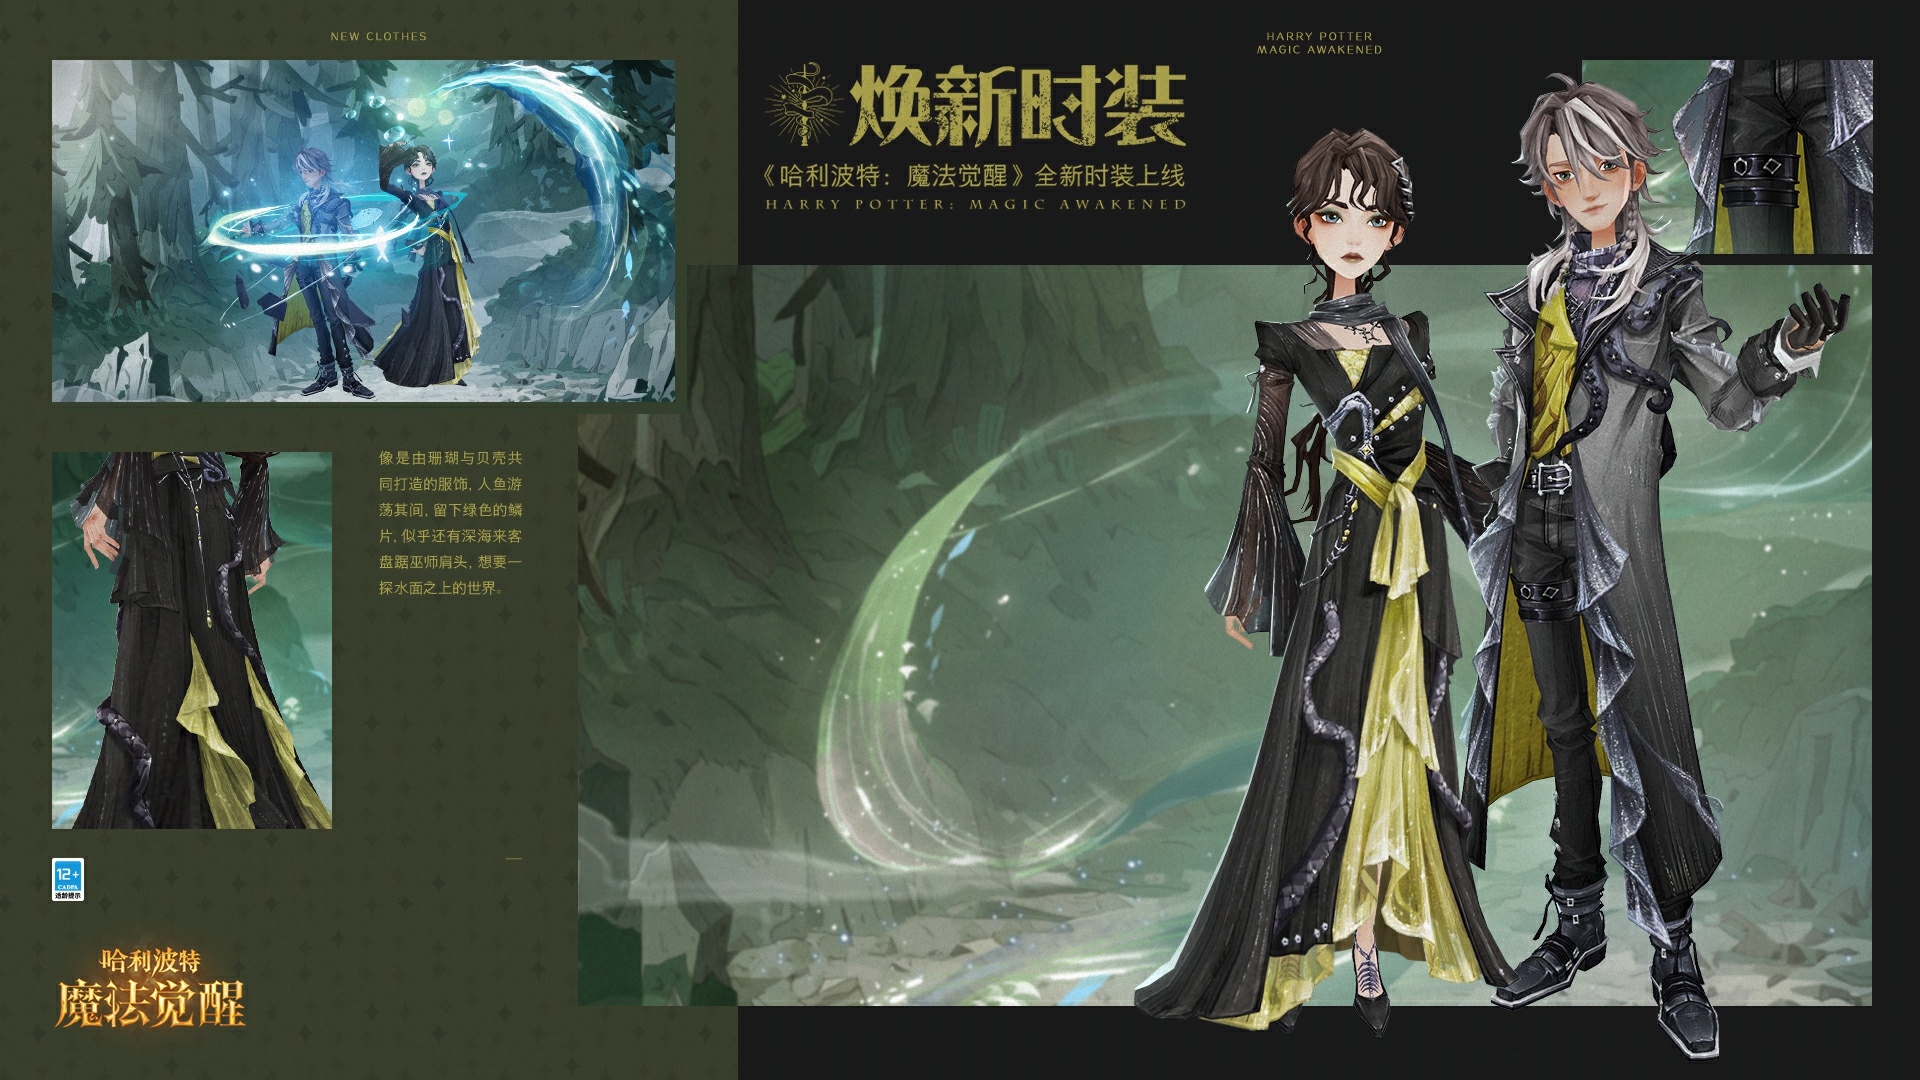 NEW CLOTHES
HARRY POTTER
MAGIC AWAKENED
焕新时装
《哈利波特：魔法觉醒》全新时装上线
HARRY POTTER: MAGIC AWAKENED
像是由珊瑚与贝壳共
同打造的服饰, 人鱼游
荡其间, 留下绿色的鳞
片, 似乎还有深海来客
盘踞巫师肩头, 想要一
探水面之上的世界。
12+
CADPA
适龄提示
哈利波特
魔法觉醒